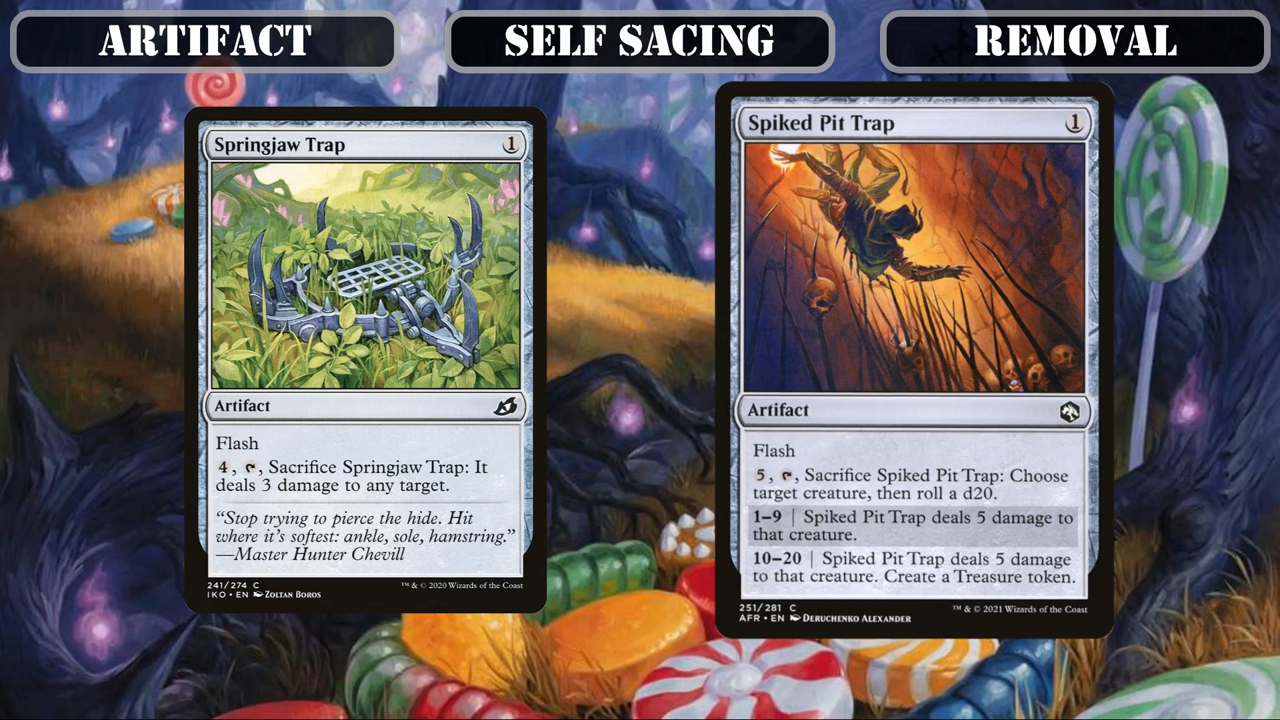 ARTIFACT
SELF SACING
REMOVAL
Springjaw Trap 1
Artifact
Flash
4, , Sacrifice Springjaw Trap: It
deals 3 damage to any target.
“Stop trying to pierce the hide. Hit
where it’s softest: ankle, sole, hamstring.”
—Master Hunter Chevill
241/274 C
IKO • EN Zoltan Boros
™ & © 2020 Wizards of the Coast
Spiked Pit Trap 1
Artifact
Flash
5, , Sacrifice Spiked Pit Trap: Choose
target creature, then roll a d20.
1–9 | Spiked Pit Trap deals 5 damage to
that creature.
10–20 | Spiked Pit Trap deals 5 damage
to that creature. Create a Treasure token.
251/281 C
AFR • EN Deruchenko Alexander
™ & © 2021 Wizards of the Coast